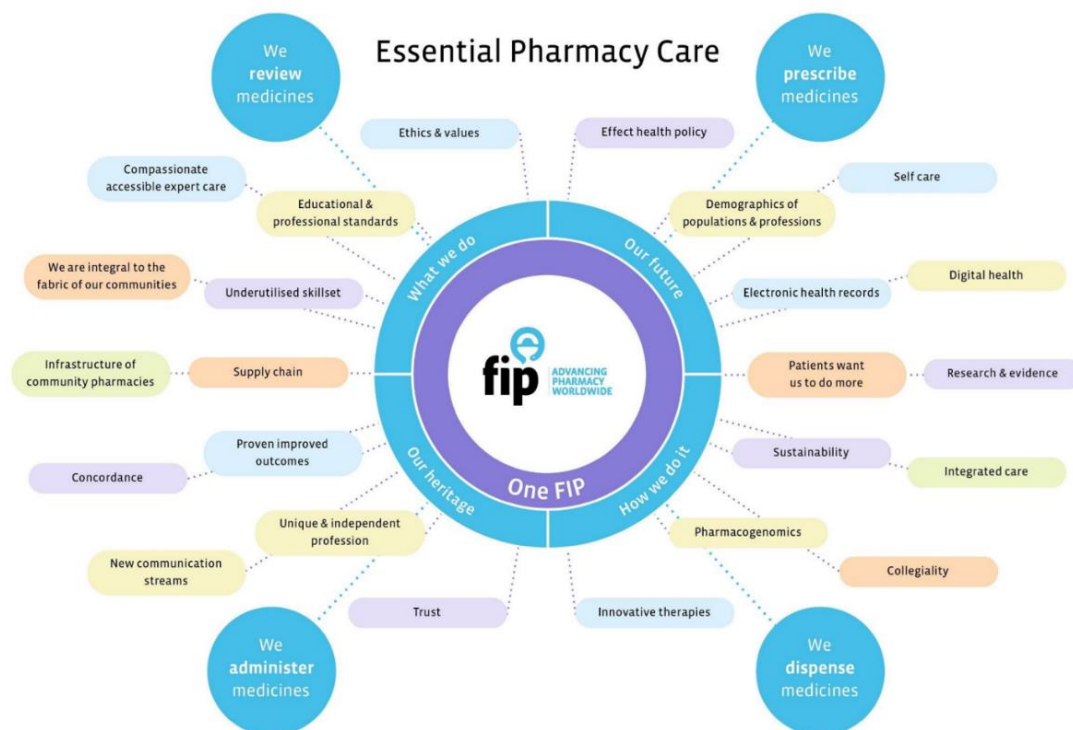 Essential Pharmacy Care
We
review
medicines
We
prescribe
medicines
Ethics & values
Effect health policy
Compassionate
accessible expert care
Educational &
professional standards
Demographics of
populations & professions
Self care
We are integral to the
fabric of our communities
Underutilised skillset
Electronic health records
Digital health
Infrastructure of
community pharmacies
Supply chain
Patients want
us to do more
Research & evidence
Concordance
Proven improved
outcomes
Sustainability
Integrated care
New communication
streams
Unique & independent
profession
Pharmacogenomics
Collegiality
Trust
Innovative therapies
What we do
Our future
Our heritage
How we do it
One FIP
fip
ADVANCING
PHARMACY
WORLDWIDE
We
administer
medicines
We
dispense
medicines